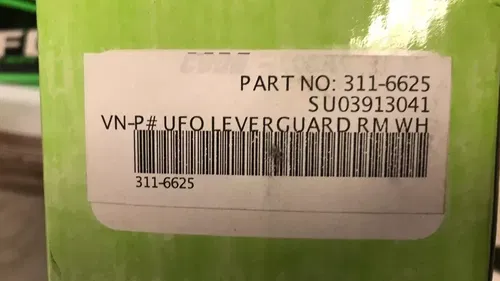 PART NO: 311-6625
SU03913041
VN-P# UFO LEVERGUARD RM WH
311-6625